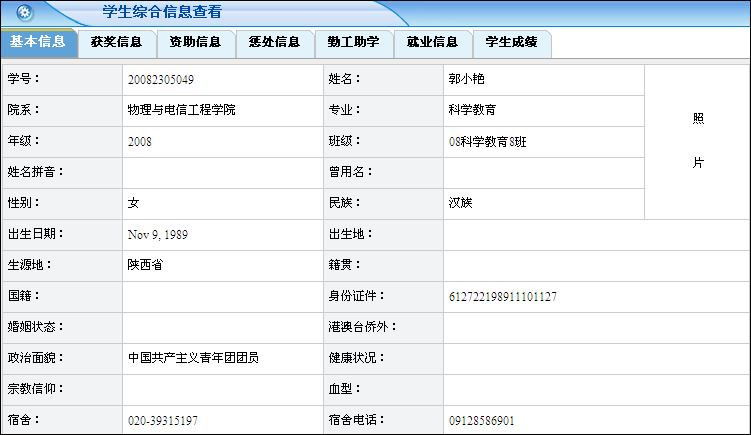 学生综合信息查看
基本信息 获奖信息 资助信息 惩处信息 勤工助学 就业信息 学生成绩
学号： 20082305049 姓名： 郭小艳
院系： 物理与电信工程学院 专业： 科学教育
年级： 2008 班级： 08科学教育8班
姓名拼音： 曾用名：
性别： 女 民族： 汉族
照
片
出生日期： Nov 9, 1989 出生地：
生源地： 陕西省 籍贯：
国籍： 身份证件： 612722198911101127
婚姻状态： 港澳台侨外：
政治面貌： 中国共产主义青年团团员 健康状况：
宗教信仰： 血型：
宿舍： 020-39315197 宿舍电话： 09128586901